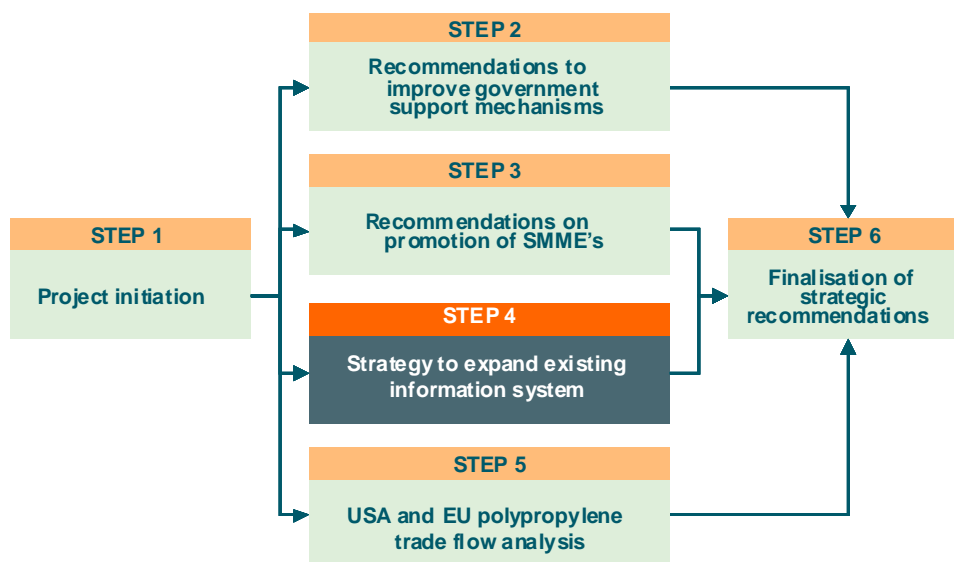 STEP 1
Project initiation
STEP 2
Recommendations to
improve government
support mechanisms
STEP 3
Recommendations on
promotion of SMME's
STEP 4
Strategy to expand existing
information system
STEP 5
USA and EU polypropylene
trade flow analysis
STEP 6
Finalisation of
strategic
recommendations